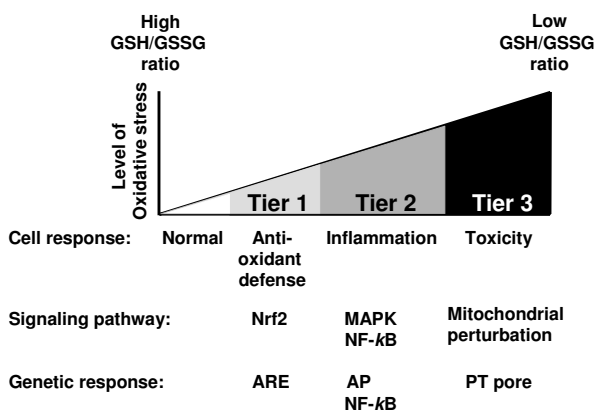 High
GSH/GSSG
ratio
Low
GSH/GSSG
ratio
Level of
Oxidative stress
Tier 1
Tier 2
Tier 3
Cell response:
Normal
Anti-
oxidant
defense
Inflammation
Toxicity
Signaling pathway:
Nrf2
MAPK
NF-kB
Mitochondrial
perturbation
Genetic response:
ARE
AP
NF-kB
PT pore